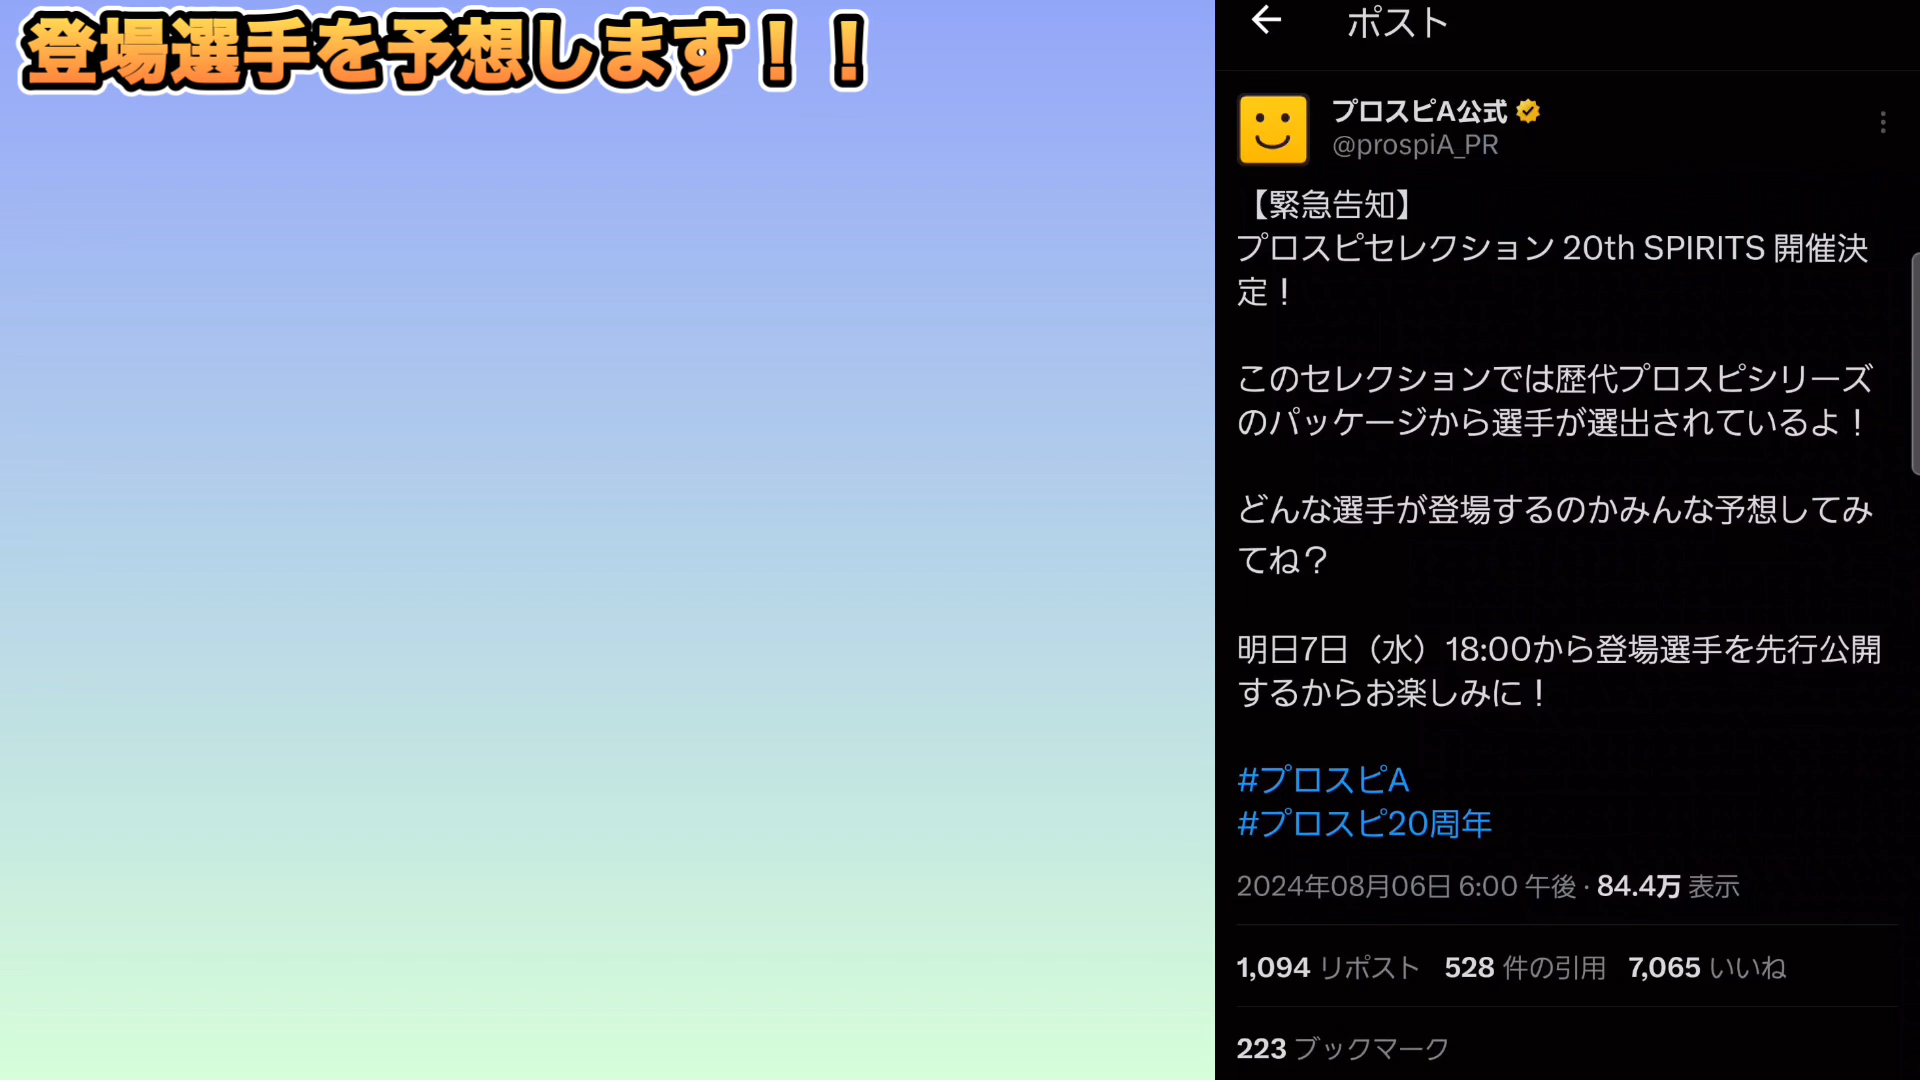 登場選手を予想します！！
ポスト
プロスピA公式
@prospiA_PR
【緊急告知】
プロスピセレクション 20th SPIRITS 開催決
定！
このセレクションでは歴代プロスピシリーズ
のパッケージから選手が選出されているよ！
どんな選手が登場するのかみんな予想してみ
てね？
明日7日（水）18:00から登場選手を先行公開
するからお楽しみに！
#プロスピA
#プロスピ20周年
2024年08月06日 6:00 午後 · 84.4万 表示
1,094 リポスト 528 件の引用 7,065 いいね
223 ブックマーク